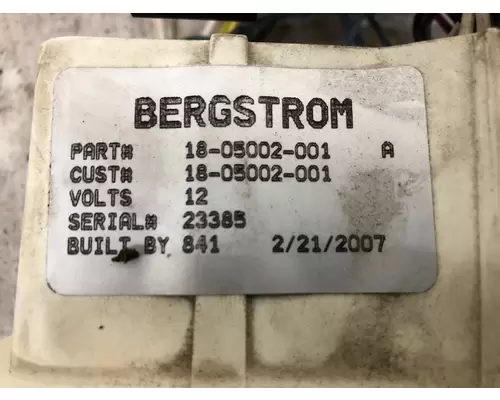 BERGSTROM
PART# 18-05002-001 A
CUST# 18-05002-001
VOLTS 12
SERIAL# 23385
BUILT BY 841 2/21/2007